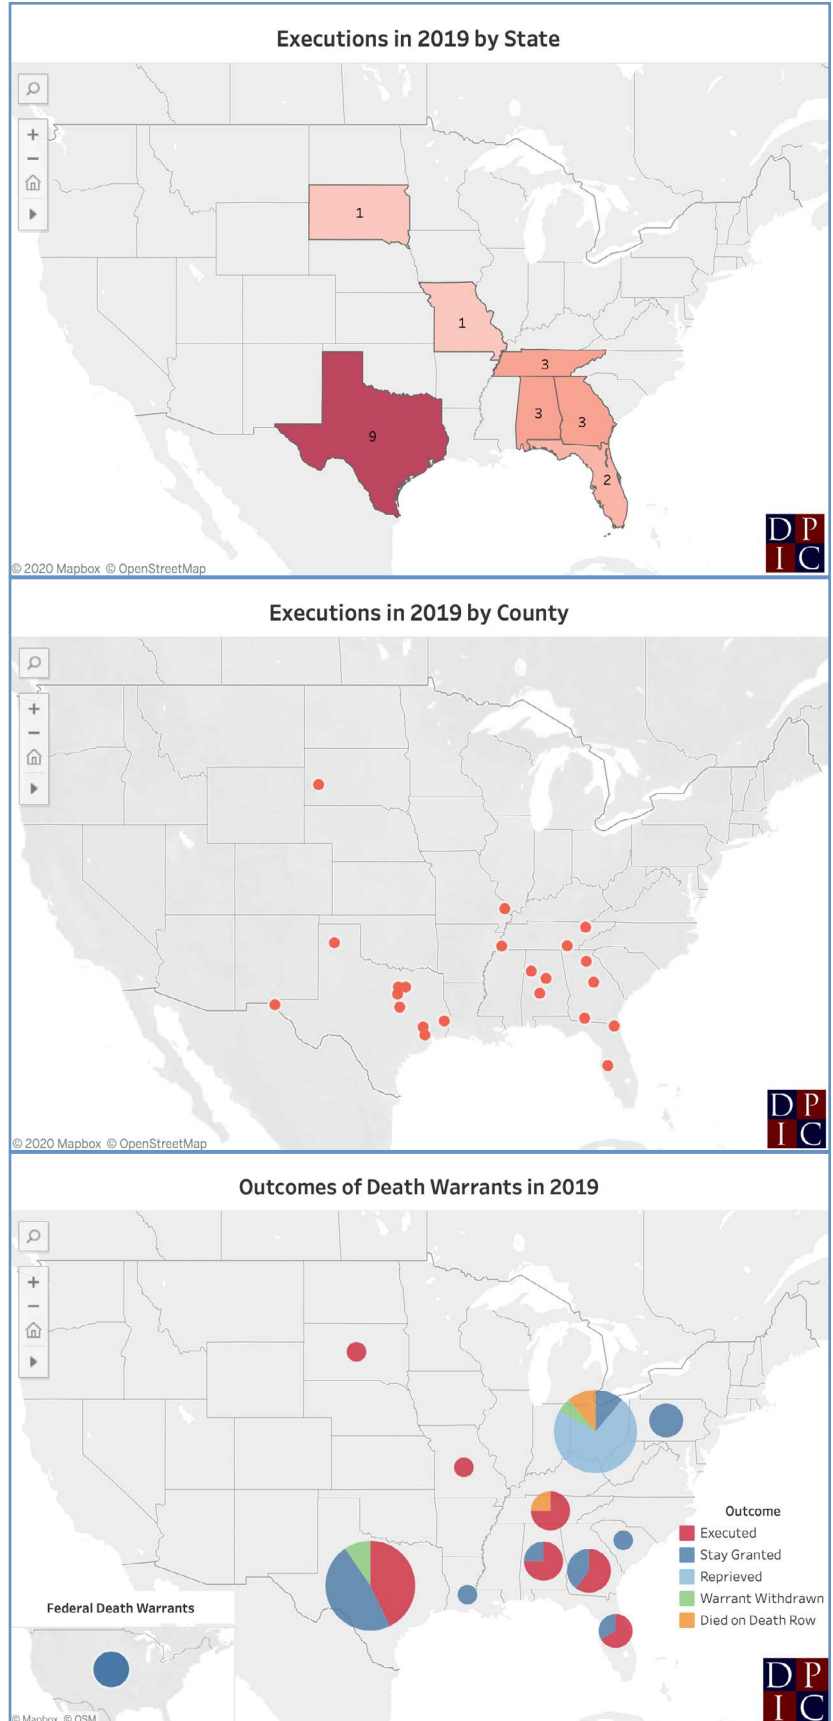 Executions in 2019 by State
1
1
3
3
3
9
2
D P
I C
© 2020 Mapbox © OpenStreetMap
Executions in 2019 by County
D P
I C
© 2020 Mapbox © OpenStreetMap
Outcomes of Death Warrants in 2019
Outcome
Executed
Stay Granted
Reprieved
Warrant Withdrawn
Died on Death Row
Federal Death Warrants
D P
I C
© Mapbox © OSM